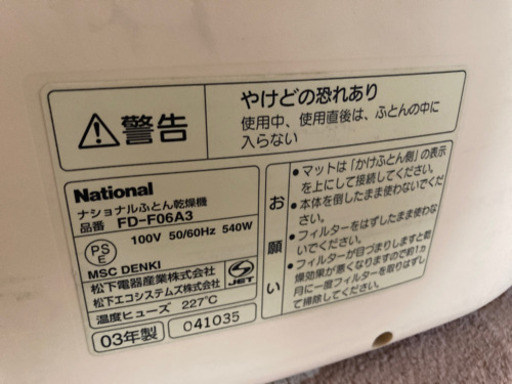 警告
やけどの恐れあり
使用中、使用直後は、ふとんの中に
入らない
National
ナショナルふとん乾燥機
品番 FD-F06A3
100V 50/60Hz 540W
PS
E
MSC DENKI
松下電器産業株式会社
松下エコシステムズ株式会社
S JET
温度ヒューズ 227℃
03年製 041035
お願い
•マットは「かけふとん側」の表示
を上にして接続してください。
•本体を倒したまま使わないでく
ださい。
•フィルターをはずしたまま使わな
いでください。
•フィルターが目づまりしますと乾
燥効果が悪くなりますので約1カ
月に一度フィルターを取りはずし
て掃除してください。